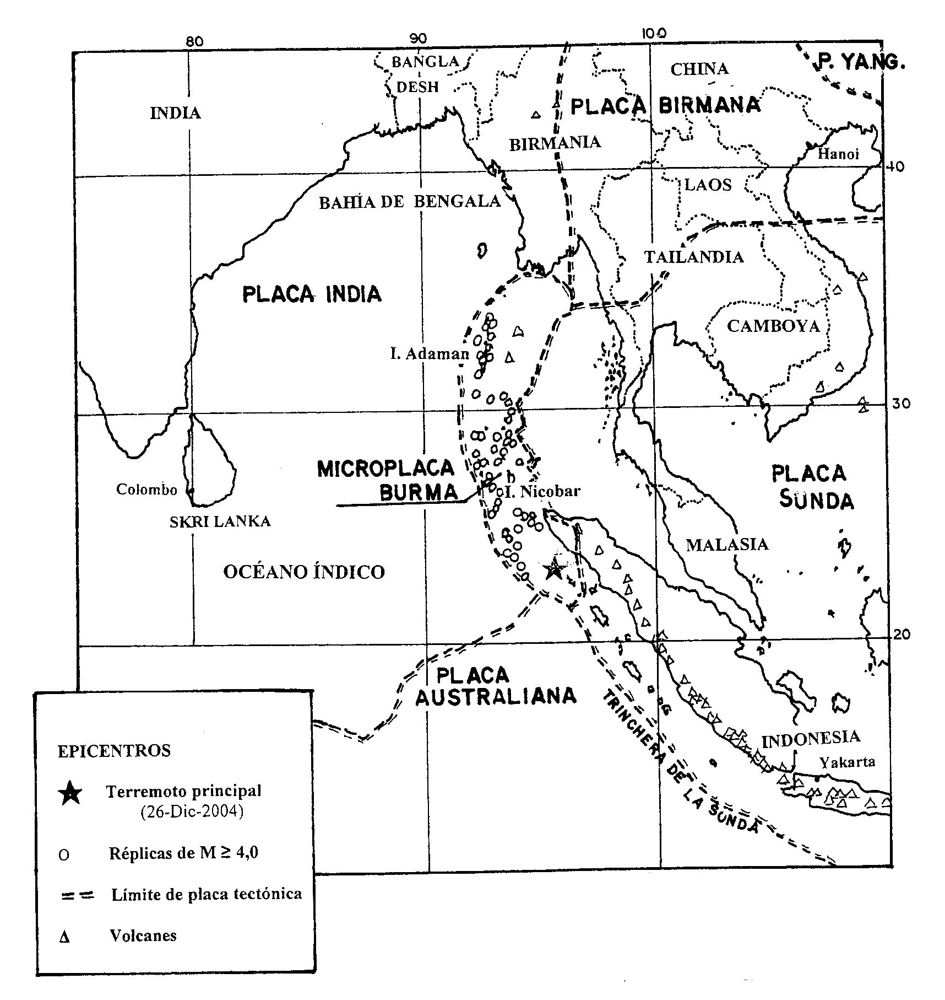 80
90
100
BANGLA
DESH
CHINA
P. YANG.
INDIA
PLACA BIRMANA
BIRMANIA
Hanoi
40
LAOS
BAHÍA DE BENGALA
TAILANDIA
PLACA INDIA
CAMBOYA
I. Adaman
30
MICROPLACA
BURMA
PLACA
SUNDA
Colombo
I. Nicobar
SKRI LANKA
MALASIA
OCÉANO ÍNDICO
20
PLACA
AUSTRALIANA
TRINCHERA DE LA SUNDA
INDONESIA
Yakarta
EPICENTROS
Terremoto principal
(26-Dic-2004)
Réplicas de M ≥ 4,0
Límite de placa tectónica
Volcanes